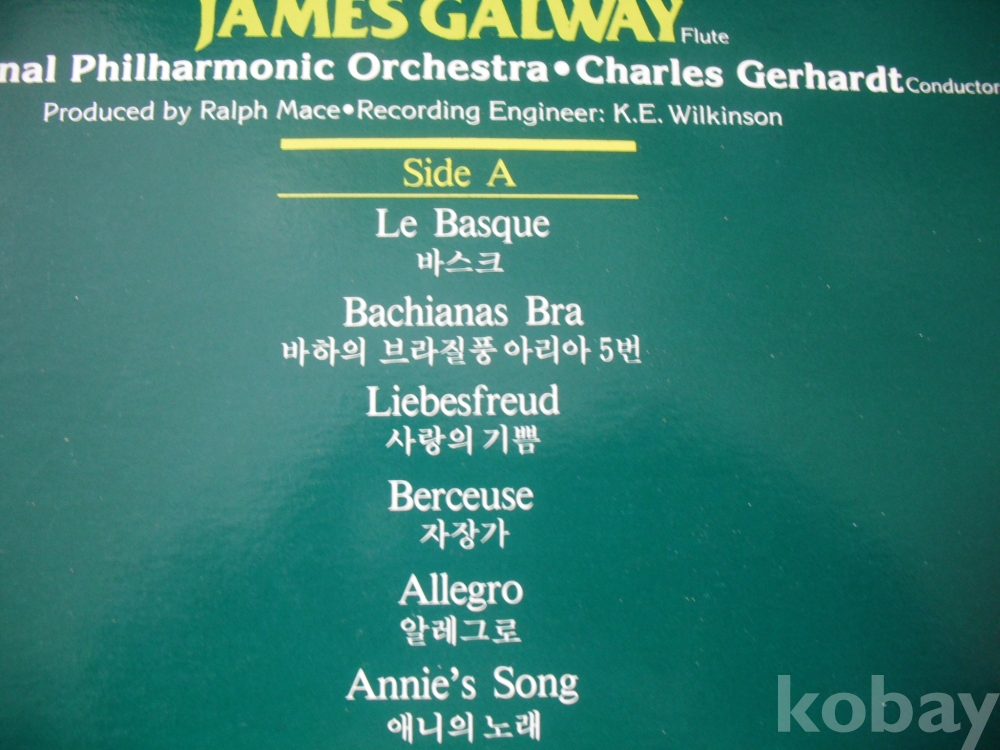 JAMES GALWAY Flute
nal Philharmonic Orchestra•Charles Gerhardt Conductor
Produced by Ralph Mace•Recording Engineer: K.E. Wilkinson
Side A
Le Basque
바스크
Bachianas Bra
바하의 브라질풍 아리아 5번
Liebesfreud
사랑의 기쁨
Berceuse
자장가
Allegro
알레그로
Annie's Song
애니의 노래
kobay